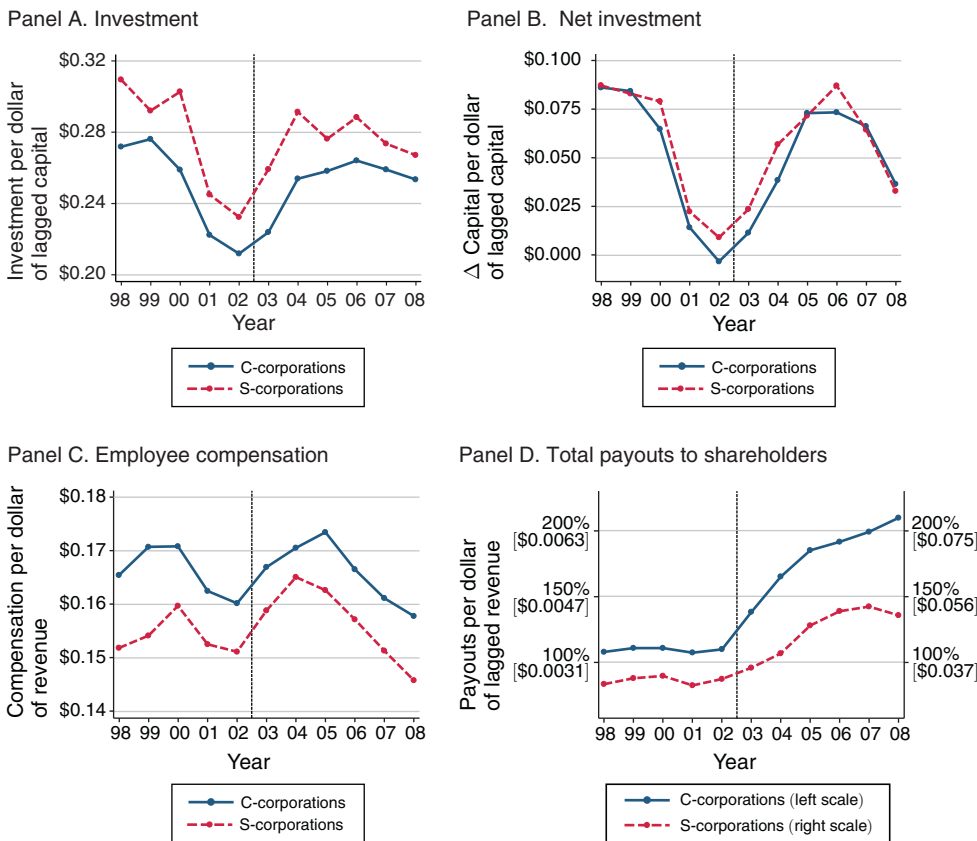 Panel A. Investment
$0.32
$0.28
$0.24
$0.20
Investment per dollar
of lagged capital
98 99 00 01 02 03 04 05 06 07 08
Year
C-corporations
S-corporations
Panel B. Net investment
$0.100
$0.075
$0.050
$0.025
$0.000
Δ Capital per dollar
of lagged capital
98 99 00 01 02 03 04 05 06 07 08
Year
C-corporations
S-corporations
Panel C. Employee compensation
$0.18
$0.17
$0.16
$0.15
$0.14
Compensation per dollar
of revenue
98 99 00 01 02 03 04 05 06 07 08
Year
C-corporations
S-corporations
Panel D. Total payouts to shareholders
200%
[$0.0063]
150%
[$0.0047]
100%
[$0.0031]
Payouts per dollar
of lagged revenue
200%
[$0.075]
150%
[$0.056]
100%
[$0.037]
98 99 00 01 02 03 04 05 06 07 08
Year
C-corporations (left scale)
S-corporations (right scale)